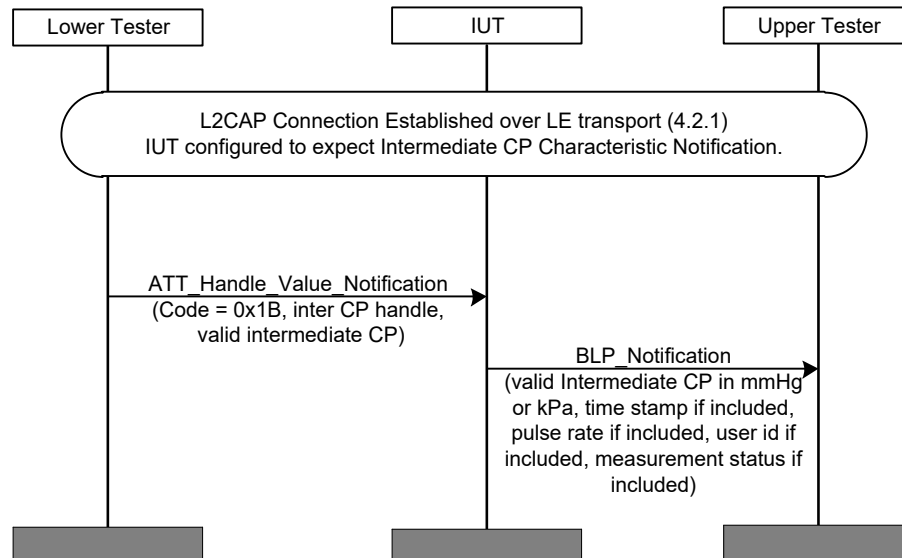 Lower Tester
IUT
Upper Tester
L2CAP Connection Established over LE transport (4.2.1)
IUT configured to expect Intermediate CP Characteristic Notification.
ATT_Handle_Value_Notification
(Code = 0x1B, inter CP handle,
valid intermediate CP)
BLP_Notification
(valid Intermediate CP in mmHg
or kPa, time stamp if included,
pulse rate if included, user id if
included, measurement status if
included)